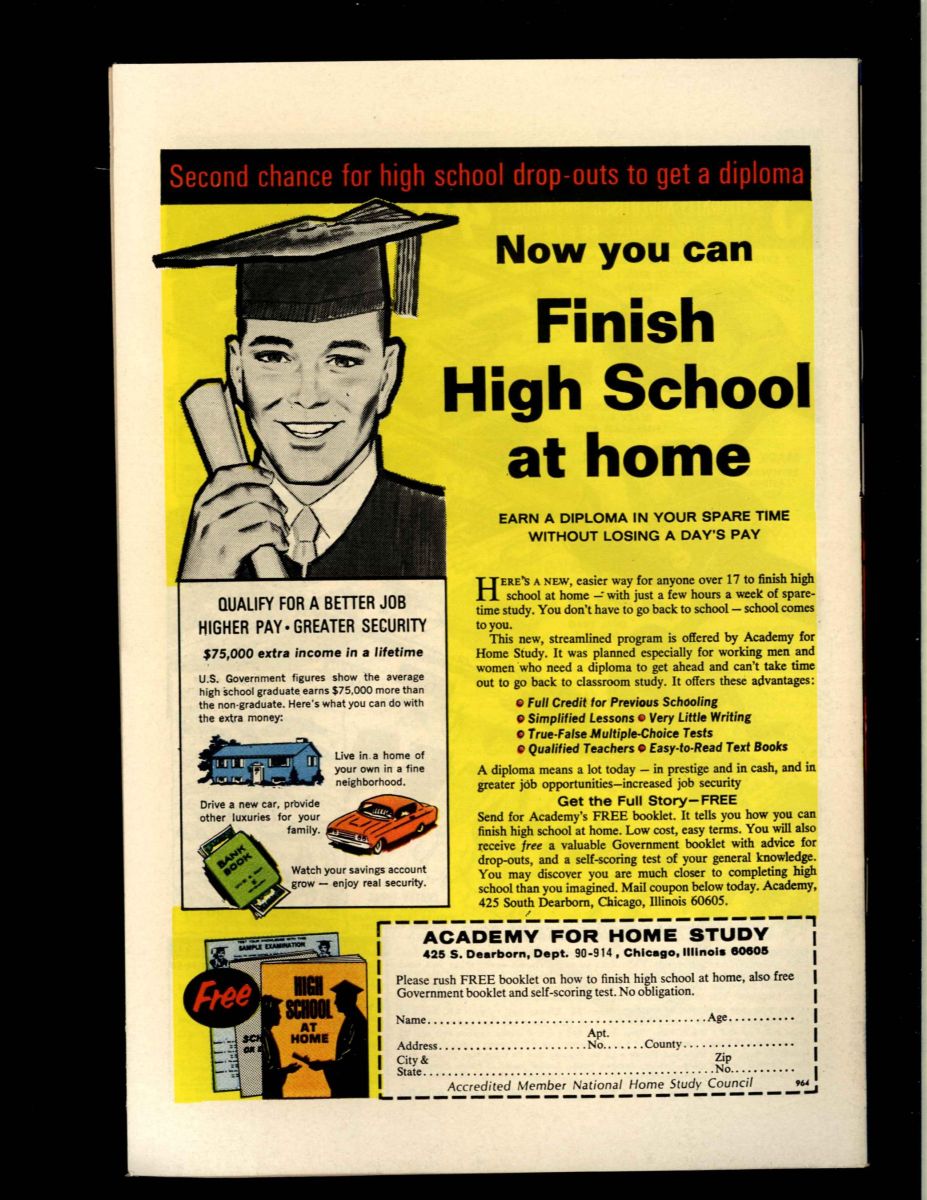 Second chance for high school drop-outs to get a diploma
Now you can
Finish
High School
at home
EARN A DIPLOMA IN YOUR SPARE TIME
WITHOUT LOSING A DAY'S PAY
HERE'S A NEW, easier way for anyone over 17 to finish high
school at home — with just a few hours a week of spare-
time study. You don't have to go back to school — school comes
to you.
This new, streamlined program is offered by Academy for
Home Study. It was planned especially for working men and
women who need a diploma to get ahead and can't take time
out to go back to classroom study. It offers these advantages:
Full Credit for Previous Schooling
Simplified Lessons Very Little Writing
True-False Multiple-Choice Tests
Qualified Teachers Easy-to-Read Text Books
A diploma means a lot today — in prestige and in cash, and in
greater job opportunities—increased job security
Get the Full Story—FREE
Send for Academy's FREE booklet. It tells you how you can
finish high school at home. Low cost, easy terms. You will also
receive free a valuable Government booklet with advice for
drop-outs, and a self-scoring test of your general knowledge.
You may discover you are much closer to completing high
school than you imagined. Mail coupon below today. Academy,
425 South Dearborn, Chicago, Illinois 60605.
QUALIFY FOR A BETTER JOB
HIGHER PAY • GREATER SECURITY
$75,000 extra income in a lifetime
U.S. Government figures show the average
high school graduate earns $75,000 more than
the non-graduate. Here's what you can do with
the extra money:
Live in a home of
your own in a fine
neighborhood.
Drive a new car, provide
other luxuries for your
family.
BANK
BOOK
Watch your savings account
grow — enjoy real security.
TEST YOUR KNOWLEDGE WITH THIS
SAMPLE EXAMINATION
Free
HIGH
SCHOOL
AT
HOME
ACADEMY FOR HOME STUDY
425 S. Dearborn, Dept. 90-914, Chicago, Illinois 60605
Please rush FREE booklet on how to finish high school at home, also free
Government booklet and self-scoring test. No obligation.
Name Age
Apt.
Address No. County
City & Zip
State No.
Accredited Member National Home Study Council 964